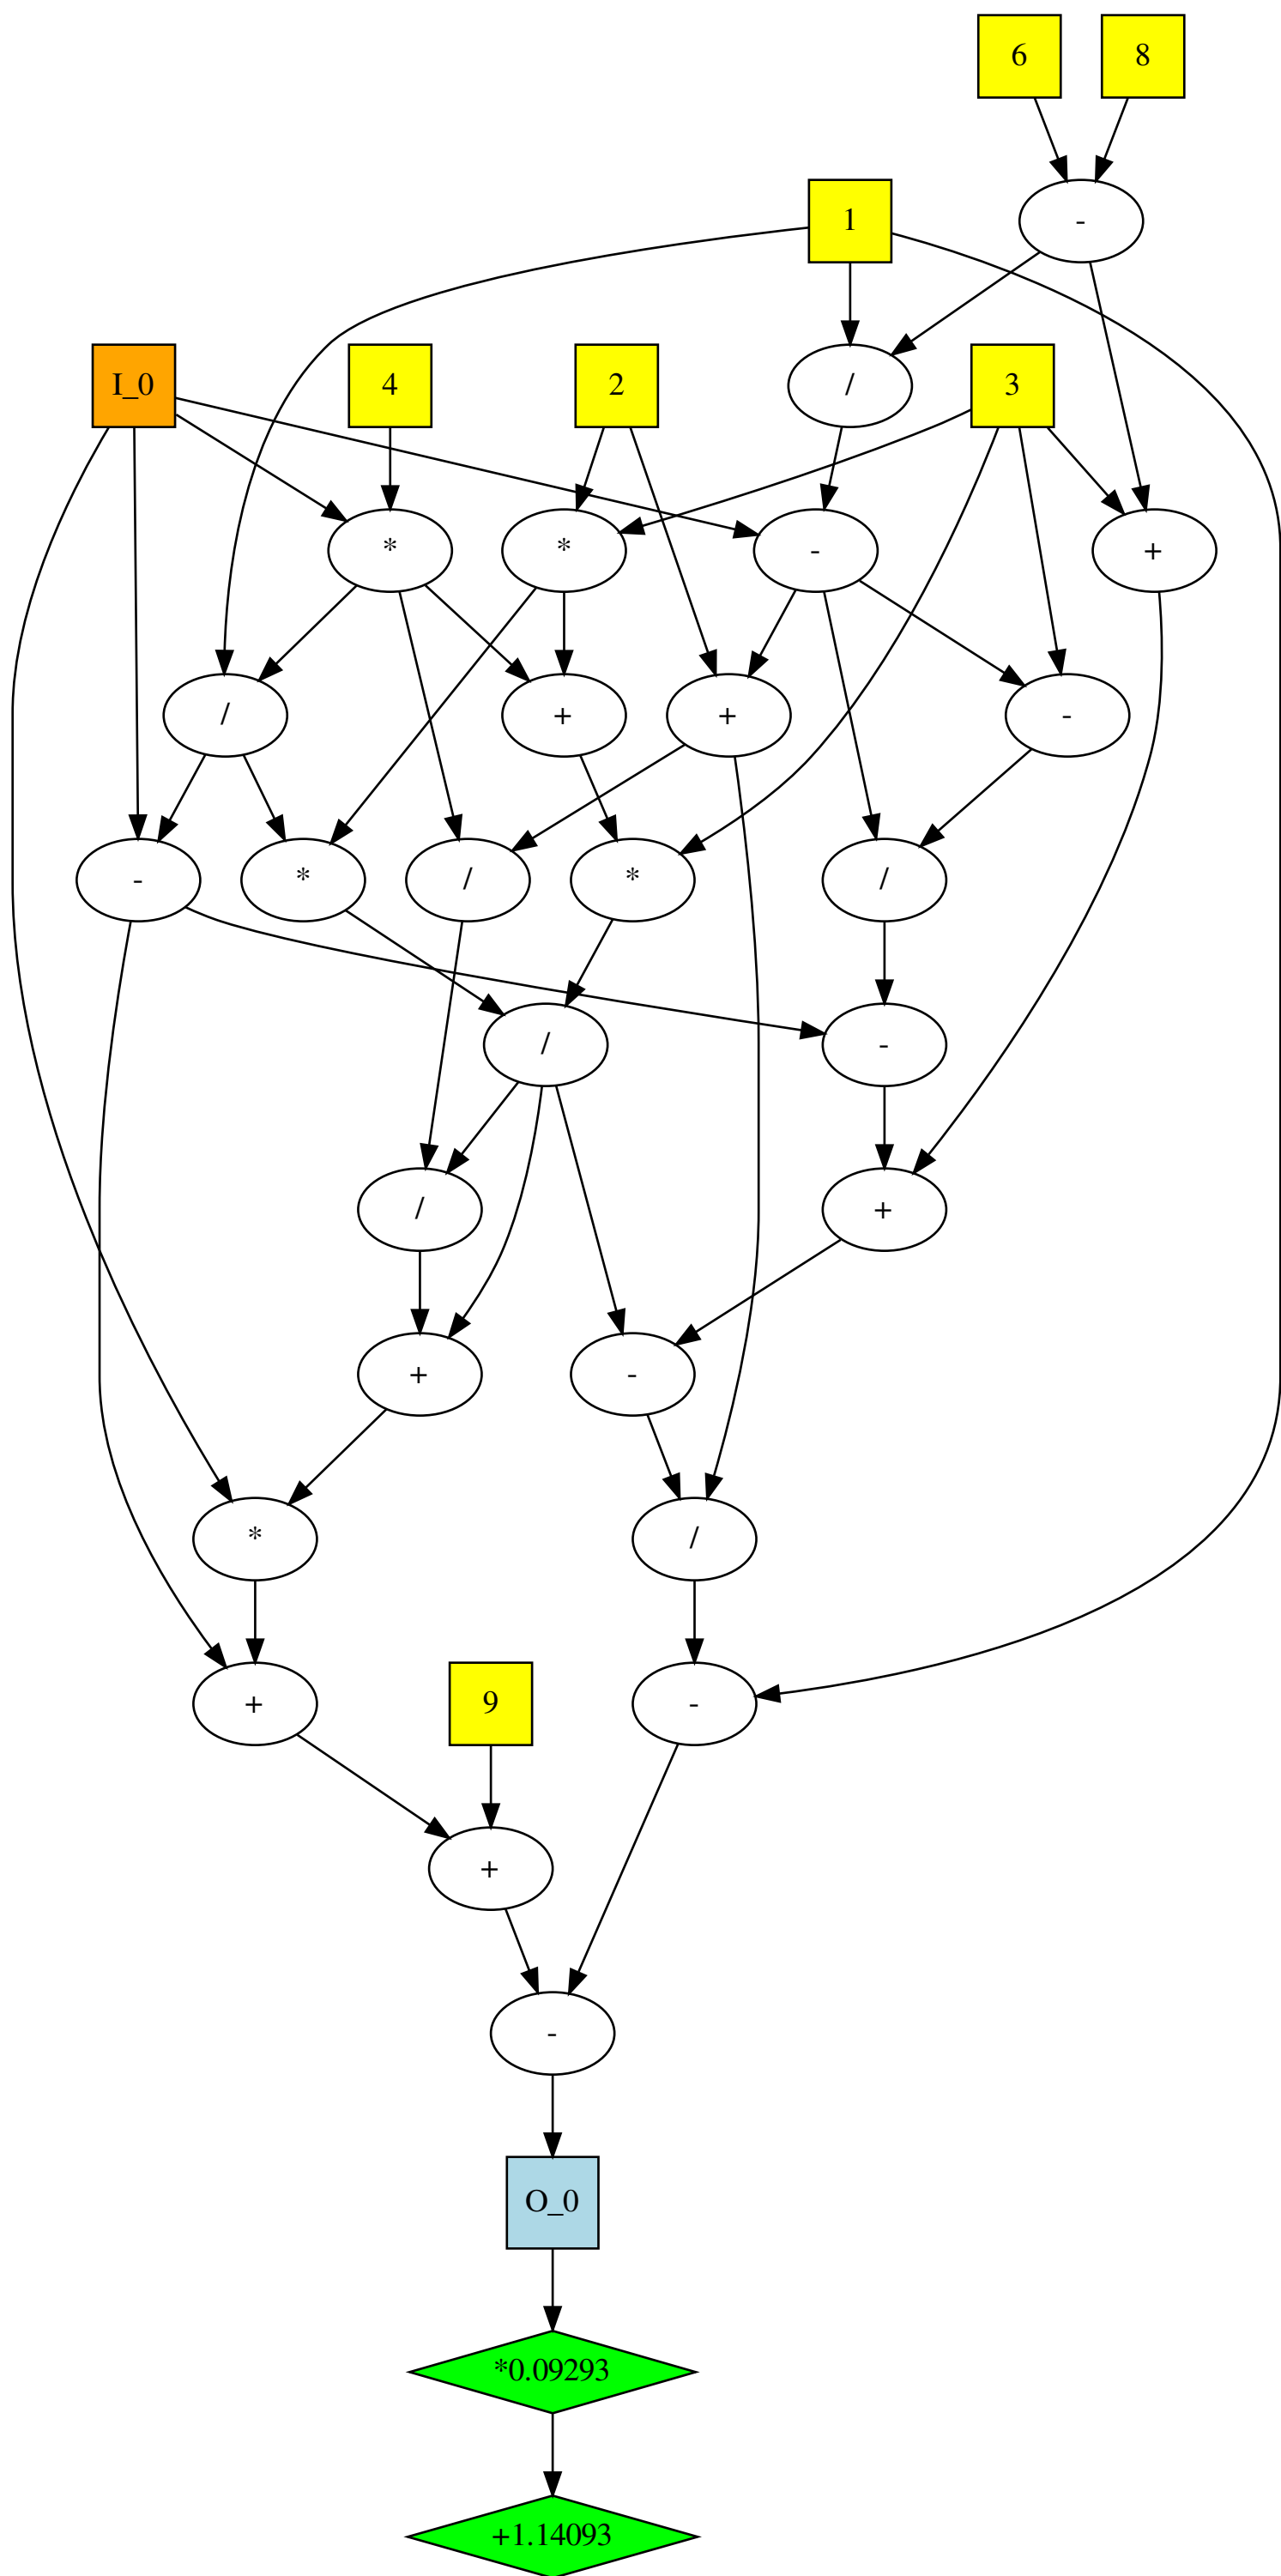 6 8
1 -
I_0 4 2 / 3
* * - +
/ + + -
- * / * /
/ -
/ +
+ -
* /
+ 9 -
+
-
O_0
*0.09293
+1.14093